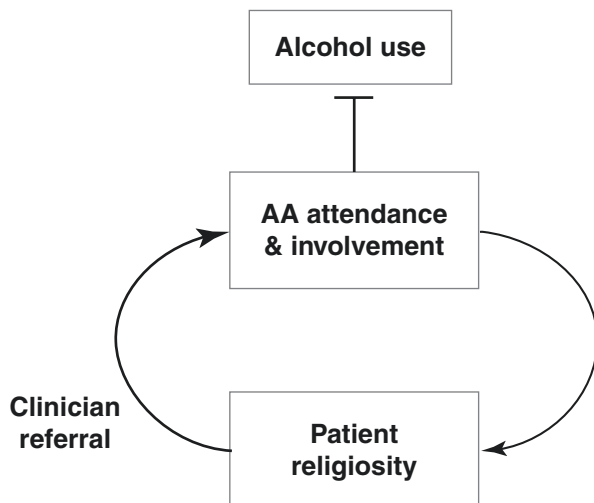 Alcohol use
AA attendance
& involvement
Clinician
referral
Patient
religiosity